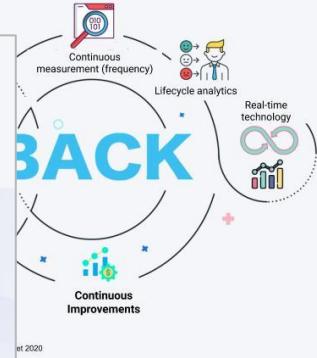 010
101
Continuous
measurement (frequency)
Lifecycle analytics
Real-time
technology
BACK
Continuous
Improvements
et 2020